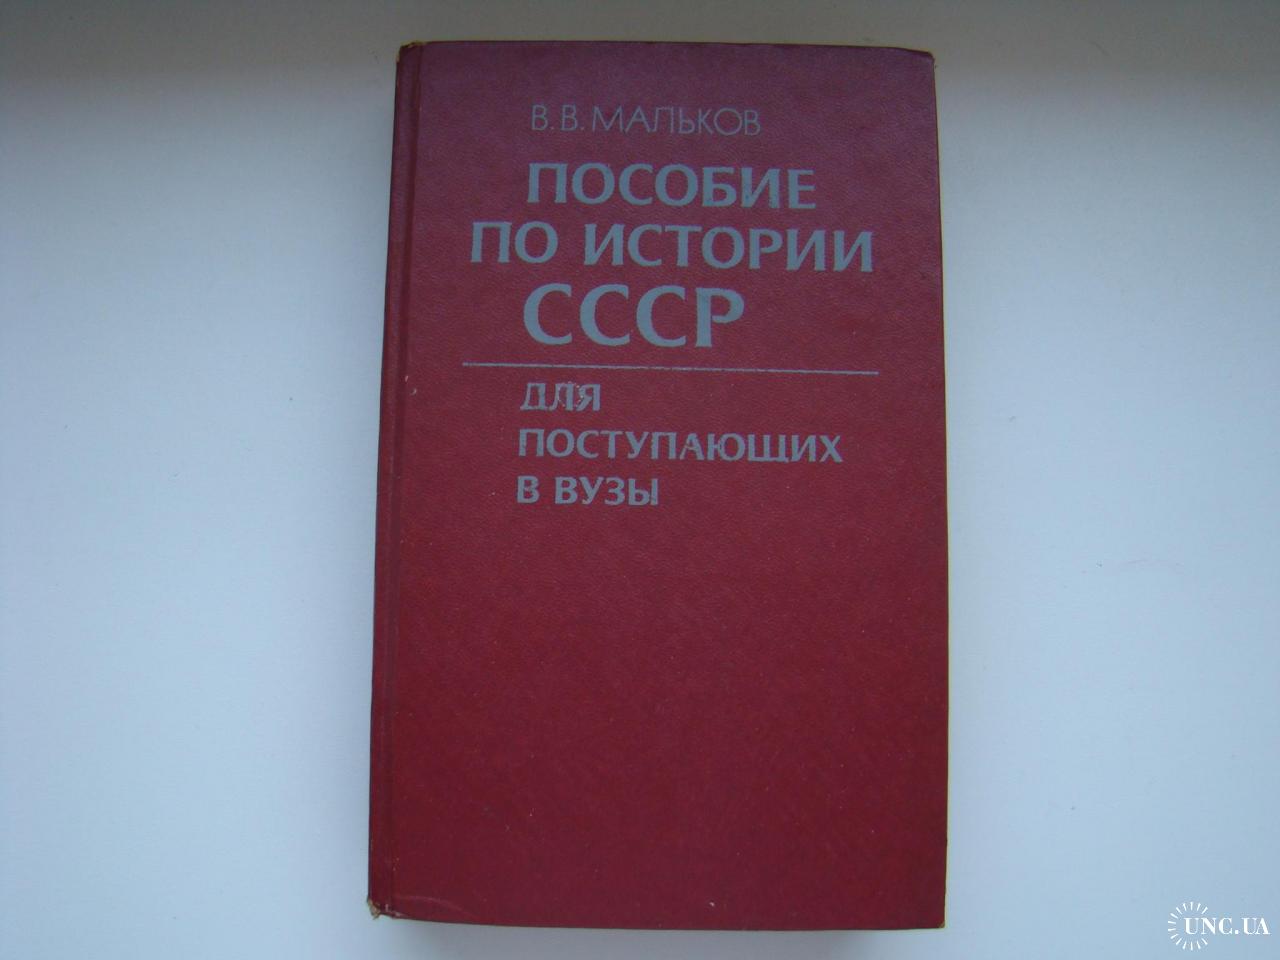 В. В. МАЛЬКОВ
ПОСОБИЕ
ПО ИСТОРИИ
СССР
ДЛЯ
ПОСТУПАЮЩИХ
В ВУЗЫ
UNC.UA